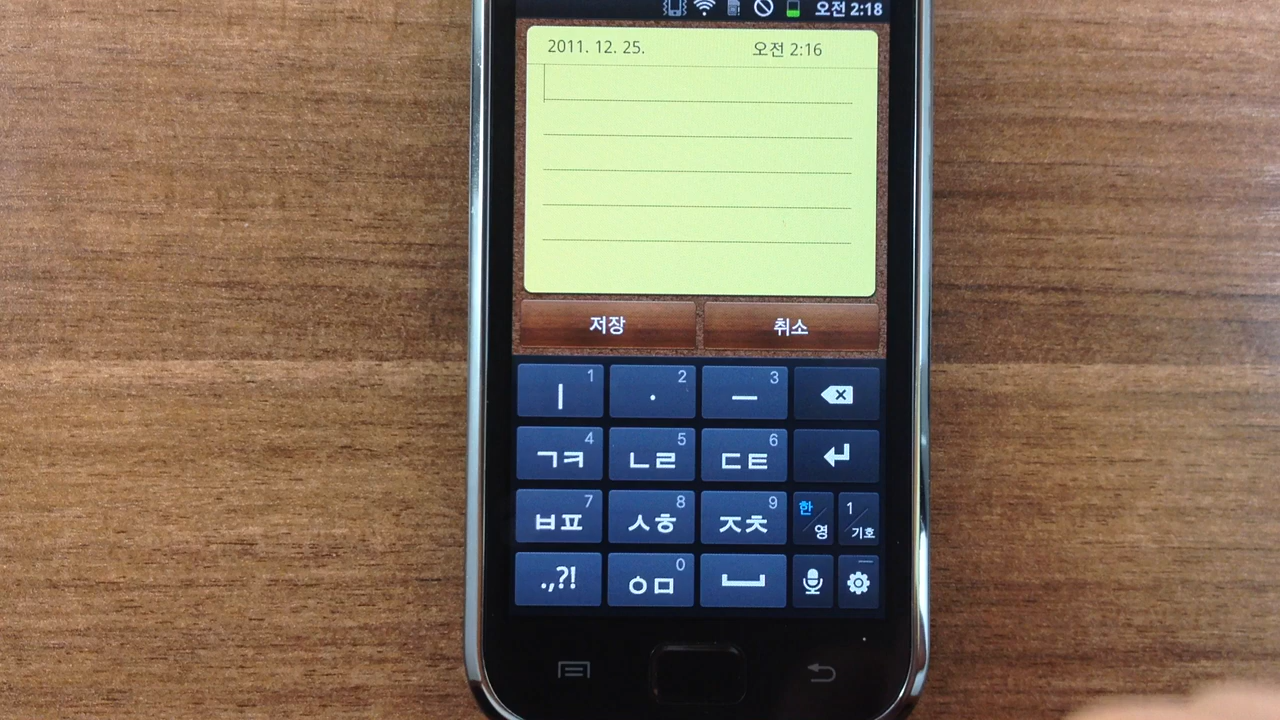 오전 2:18
2011. 12. 25. 오전 2:16
저장 취소
ㅣ 1 · 2 ㅡ 3
ㄱㅋ 4 ㄴㄹ 5 ㄷㅌ 6
ㅂㅍ 7 ㅅㅎ 8 ㅈㅊ 9 한/영 1/기호
.,?! ㅇㅁ 0